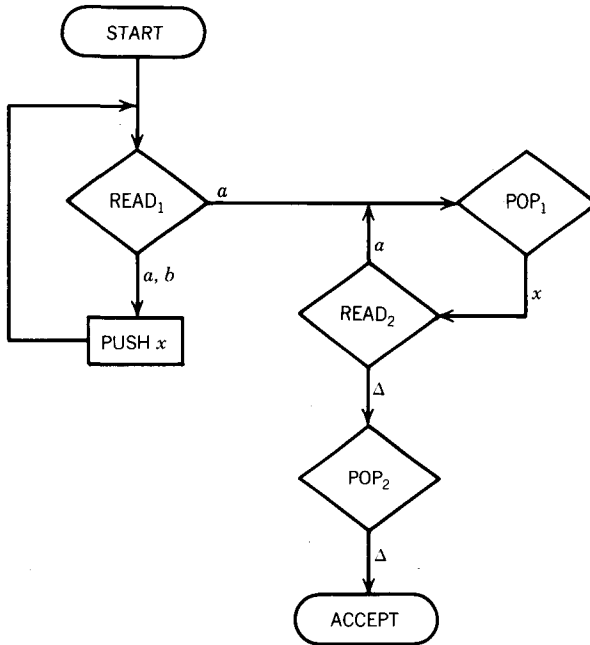 START
READ₁
a
POP₁
a
a, b
x
READ₂
PUSH x
Δ
POP₂
Δ
ACCEPT